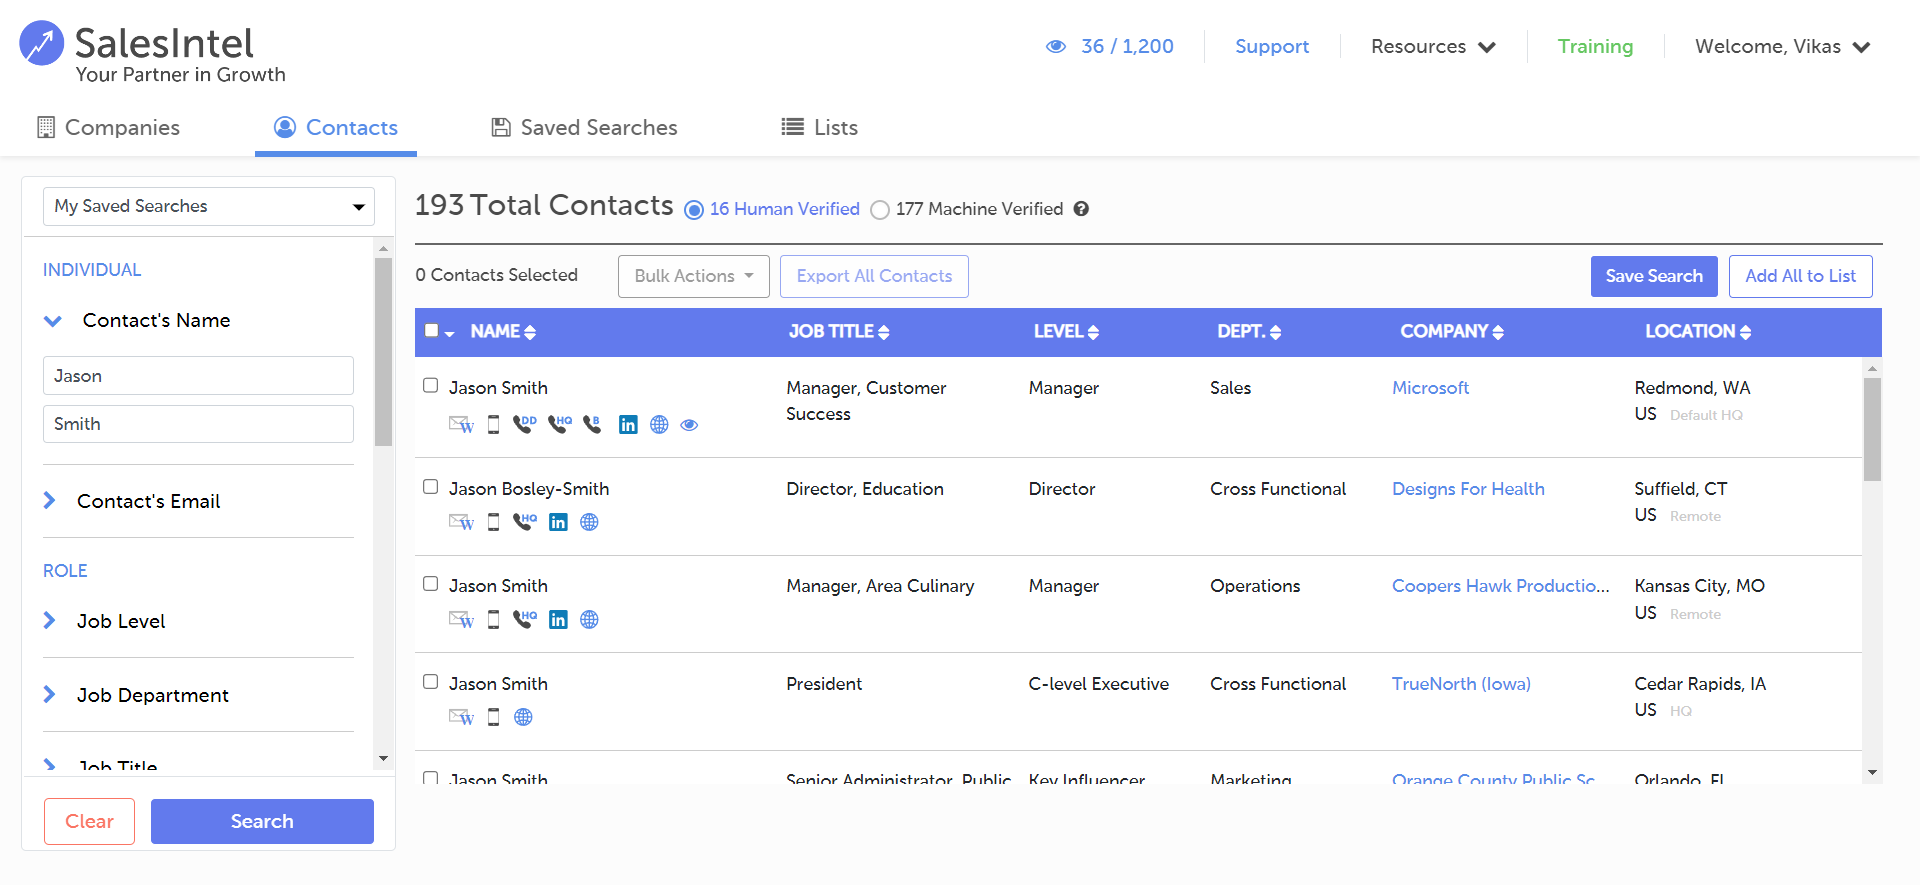 SalesIntel
Your Partner in Growth
36 / 1,200
Support
Resources
Training
Welcome, Vikas
Companies
Contacts
Saved Searches
Lists
My Saved Searches
INDIVIDUAL
Contact's Name
Jason
Smith
Contact's Email
ROLE
Job Level
Job Department
Job Title
Clear
Search
193 Total Contacts
16 Human Verified
177 Machine Verified
?
0 Contacts Selected
Bulk Actions
Export All Contacts
Save Search
Add All to List
NAME JOB TITLE LEVEL DEPT. COMPANY LOCATION
Jason Smith Manager, Customer Manager Sales Microsoft Redmond, WA
Success US Default HQ
W DD HQ B in
Jason Bosley-Smith Director, Education Director Cross Functional Designs For Health Suffield, CT
US Remote
W HQ in
Jason Smith Manager, Area Culinary Manager Operations Coopers Hawk Productio... Kansas City, MO
US Remote
W HQ in
Jason Smith President C-level Executive Cross Functional TrueNorth (Iowa) Cedar Rapids, IA
US HQ
W
Jason Smith Senior Administrator, Public Key Influencer Marketing Orange County Public Sc Orlando, FL